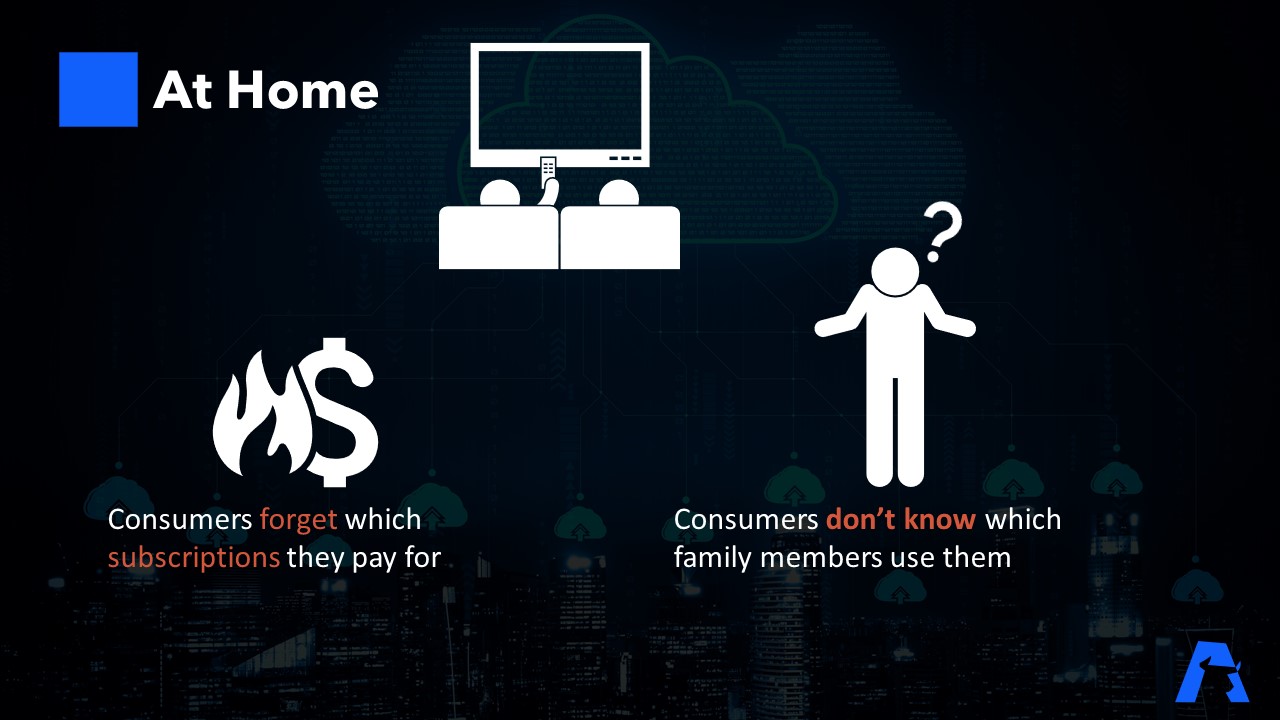 At Home
Consumers forget which
subscriptions they pay for
Consumers don’t know which
family members use them